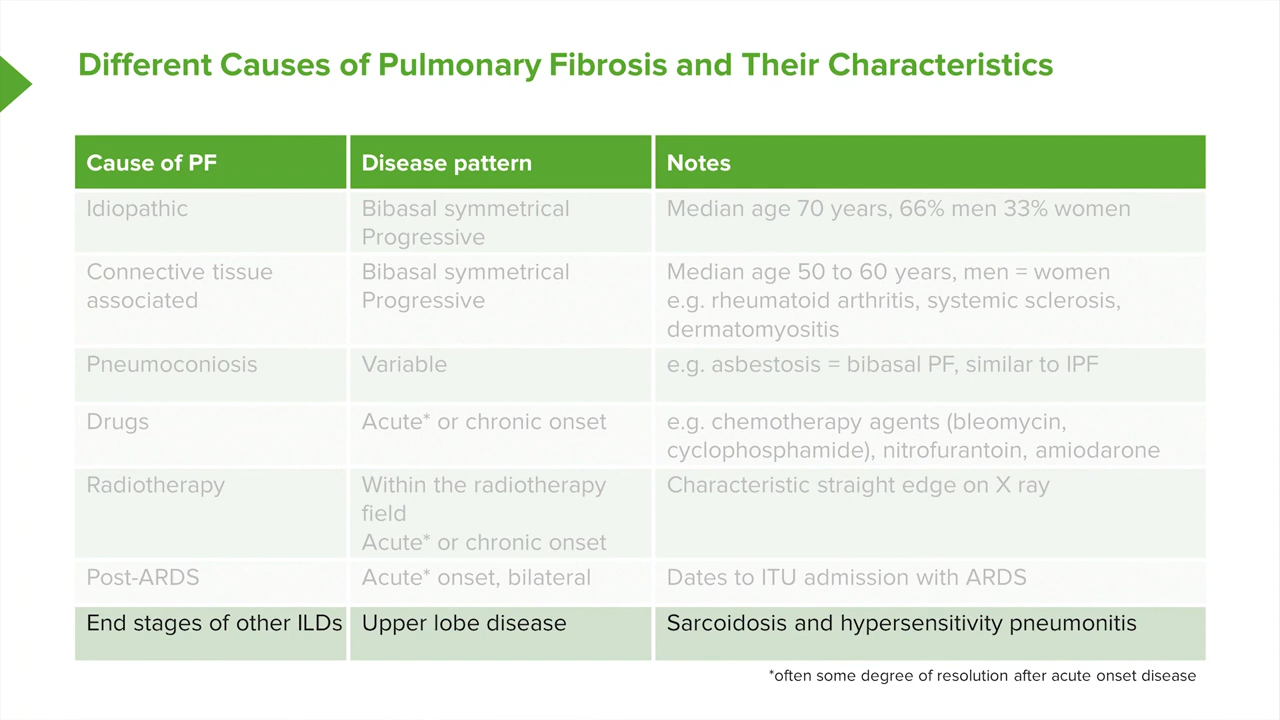 Different Causes of Pulmonary Fibrosis and Their Characteristics
Cause of PF
Disease pattern
Notes
Idiopathic
Bibasal symmetrical
Progressive
Median age 70 years, 66% men 33% women
Connective tissue
associated
Bibasal symmetrical
Progressive
Median age 50 to 60 years, men = women
e.g. rheumatoid arthritis, systemic sclerosis,
dermatomyositis
Pneumoconiosis
Variable
e.g. asbestosis = bibasal PF, similar to IPF
Drugs
Acute* or chronic onset
e.g. chemotherapy agents (bleomycin,
cyclophosphamide), nitrofurantoin, amiodarone
Radiotherapy
Within the radiotherapy
field
Acute* or chronic onset
Characteristic straight edge on X ray
Post-ARDS
Acute* onset, bilateral
Dates to ITU admission with ARDS
End stages of other ILDs
Upper lobe disease
Sarcoidosis and hypersensitivity pneumonitis
*often some degree of resolution after acute onset disease